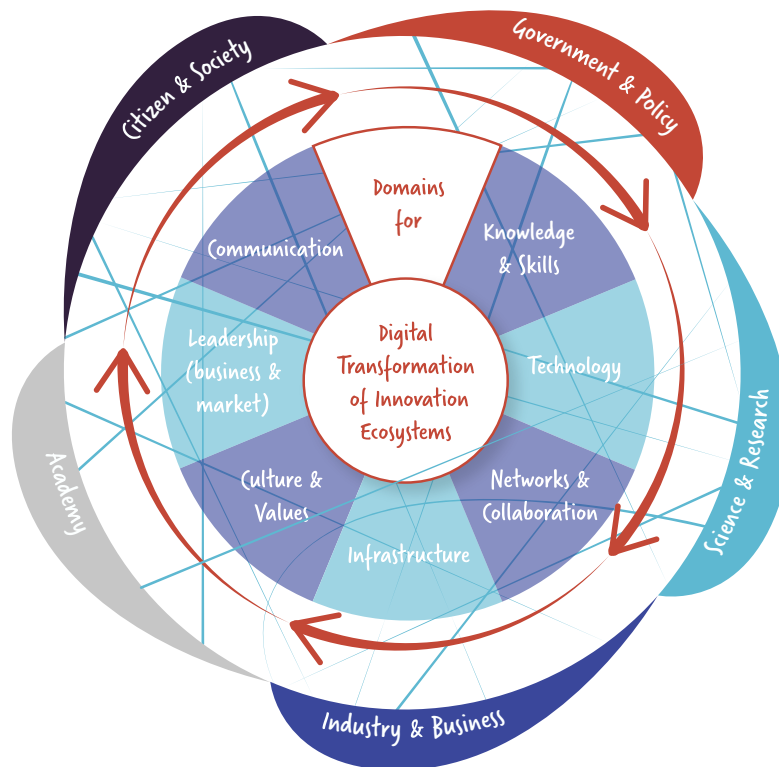 Citizen & Society
Government & Policy
Science & Research
Industry & Business
Academy
Domains
for
Digital
Transformation
of Innovation
Ecosystems
Knowledge
& Skills
Technology
Networks &
Collaboration
Infrastructure
Culture &
Values
Leadership
(business &
market)
Communication